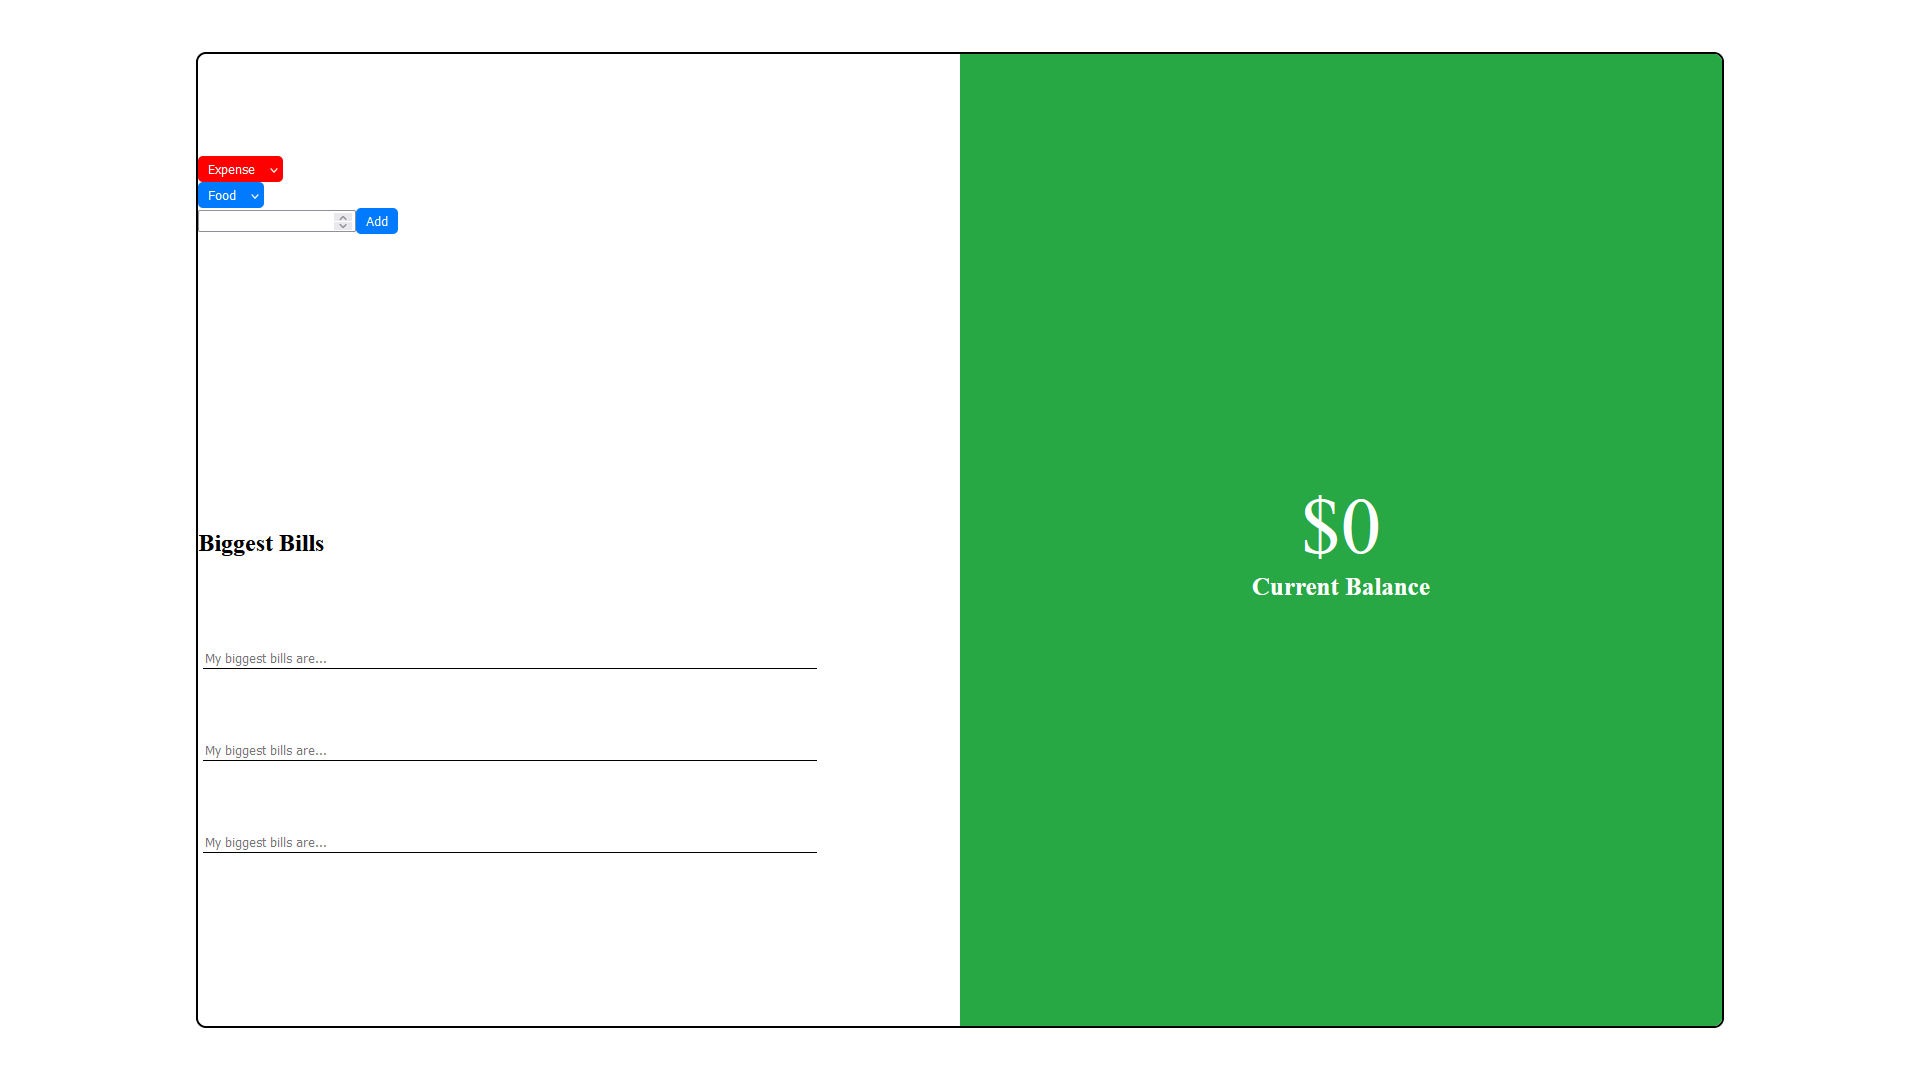 Expense
Food
Add
$0
Current Balance
Biggest Bills
My biggest bills are...
My biggest bills are...
My biggest bills are...